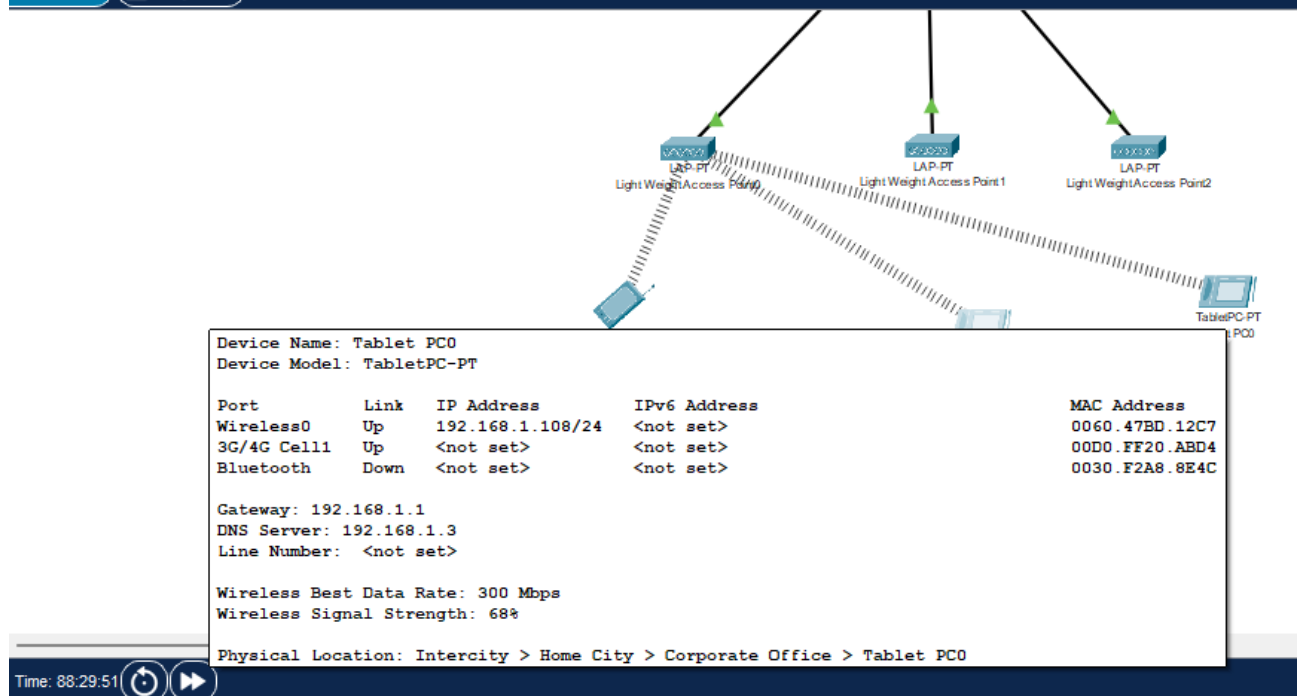 LAP-PT
Light Weight Access Point0
LAP-PT
Light Weight Access Point1
LAP-PT
Light Weight Access Point2
TabletPC-PT
PC0
Device Name: Tablet PC0
Device Model: TabletPC-PT
Port Link IP Address IPv6 Address MAC Address
Wireless0 Up 192.168.1.108/24 <not set> 0060.47BD.12C7
3G/4G Cell1 Up <not set> <not set> 00D0.FF20.ABD4
Bluetooth Down <not set> <not set> 0030.F2A8.8E4C
Gateway: 192.168.1.1
DNS Server: 192.168.1.3
Line Number: <not set>
Wireless Best Data Rate: 300 Mbps
Wireless Signal Strength: 68%
Physical Location: Intercity > Home City > Corporate Office > Tablet PC0
Time: 88:29:51